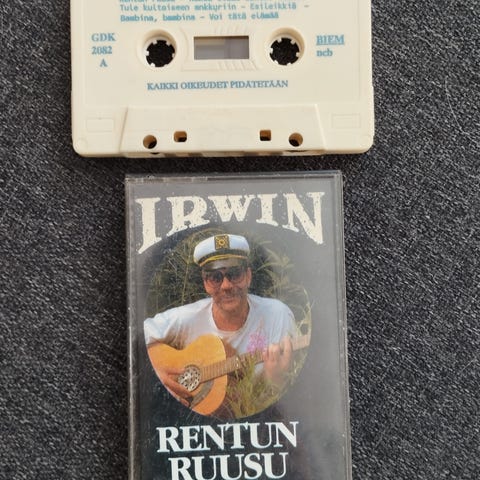 Tule kultaiseen ankkuriin - Esileikkiä -
Bambina, bambina - Voi tätä elämää
GDK
2082
A
BIEM
ncb
KAIKKI OIKEUDET PIDÄTETÄÄN
IRWIN
RENTUN
RUUSU